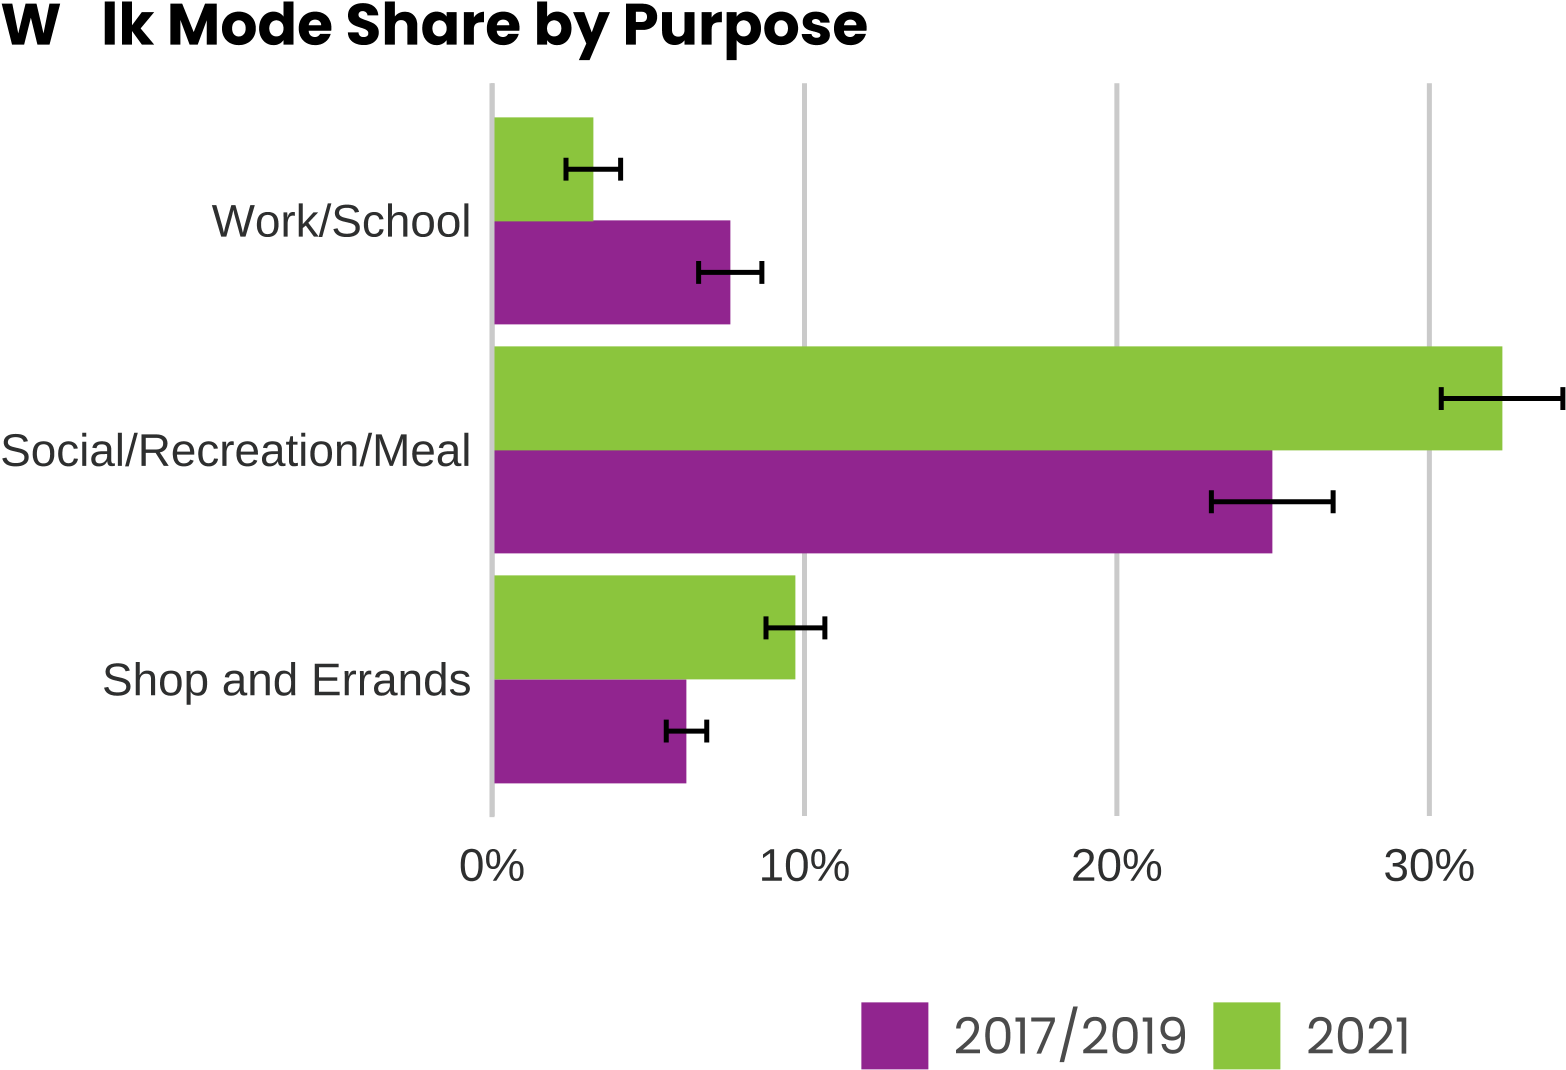 W lk Mode Share by Purpose
Work/School
Social/Recreation/Meal
Shop and Errands
0% 10% 20% 30%
2017/2019 2021